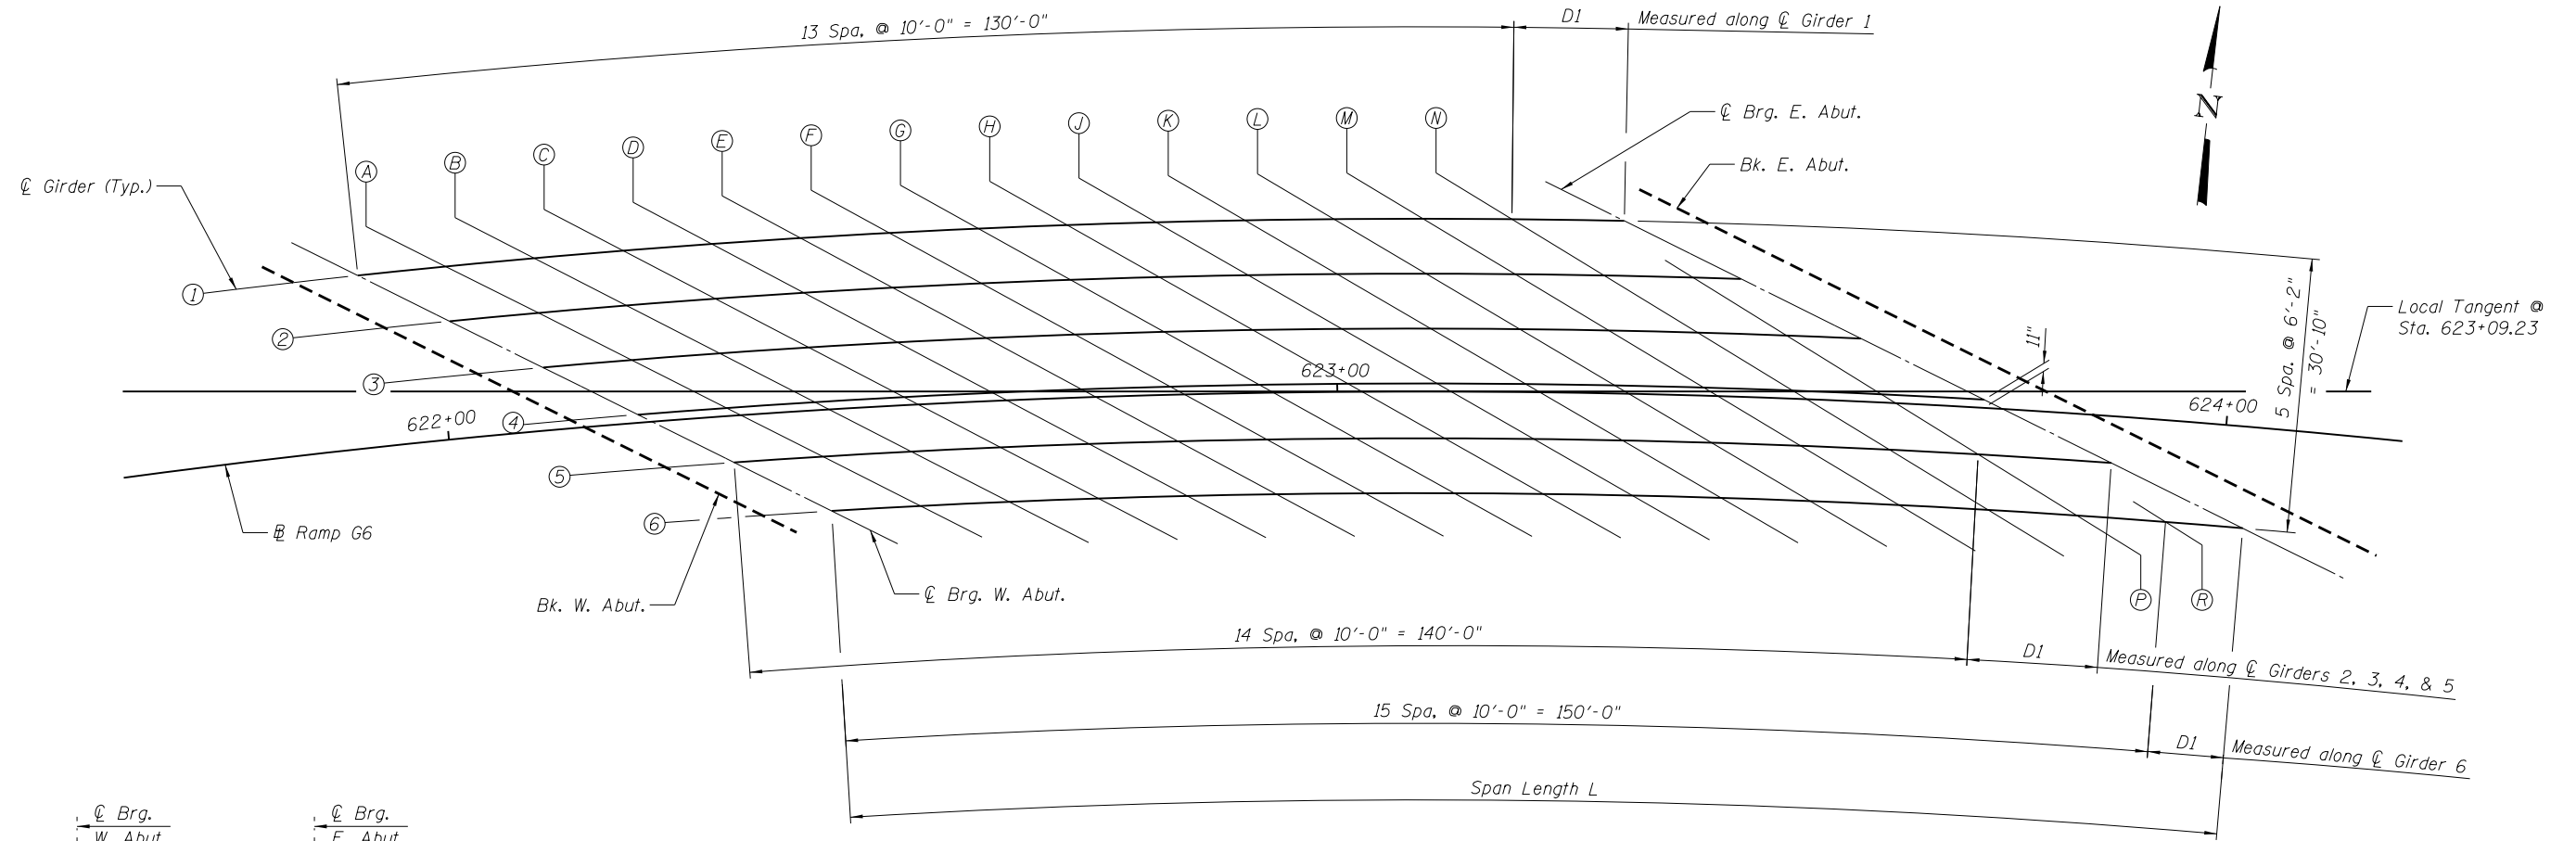 13 Spa. @ 10'-0" = 130'-0"
D1
Measured along ℄ Girder 1
N
℄ Brg. E. Abut.
Bk. E. Abut.
℄ Girder (Typ.)
A
B
C
D
E
F
G
H
J
K
L
M
N
1
2
3
4
5
6
11"
5 Spa. @ 6'-2"
= 30'-10"
Local Tangent @
Sta. 623+09.23
622+00
623+00
624+00
Ramp G6
Bk. W. Abut.
℄ Brg. W. Abut.
P
R
14 Spa. @ 10'-0" = 140'-0"
D1
Measured along ℄ Girders 2, 3, 4, & 5
15 Spa. @ 10'-0" = 150'-0"
D1
Measured along ℄ Girder 6
Span Length L
℄ Brg.
W. Abut.
℄ Brg.
E. Abut.